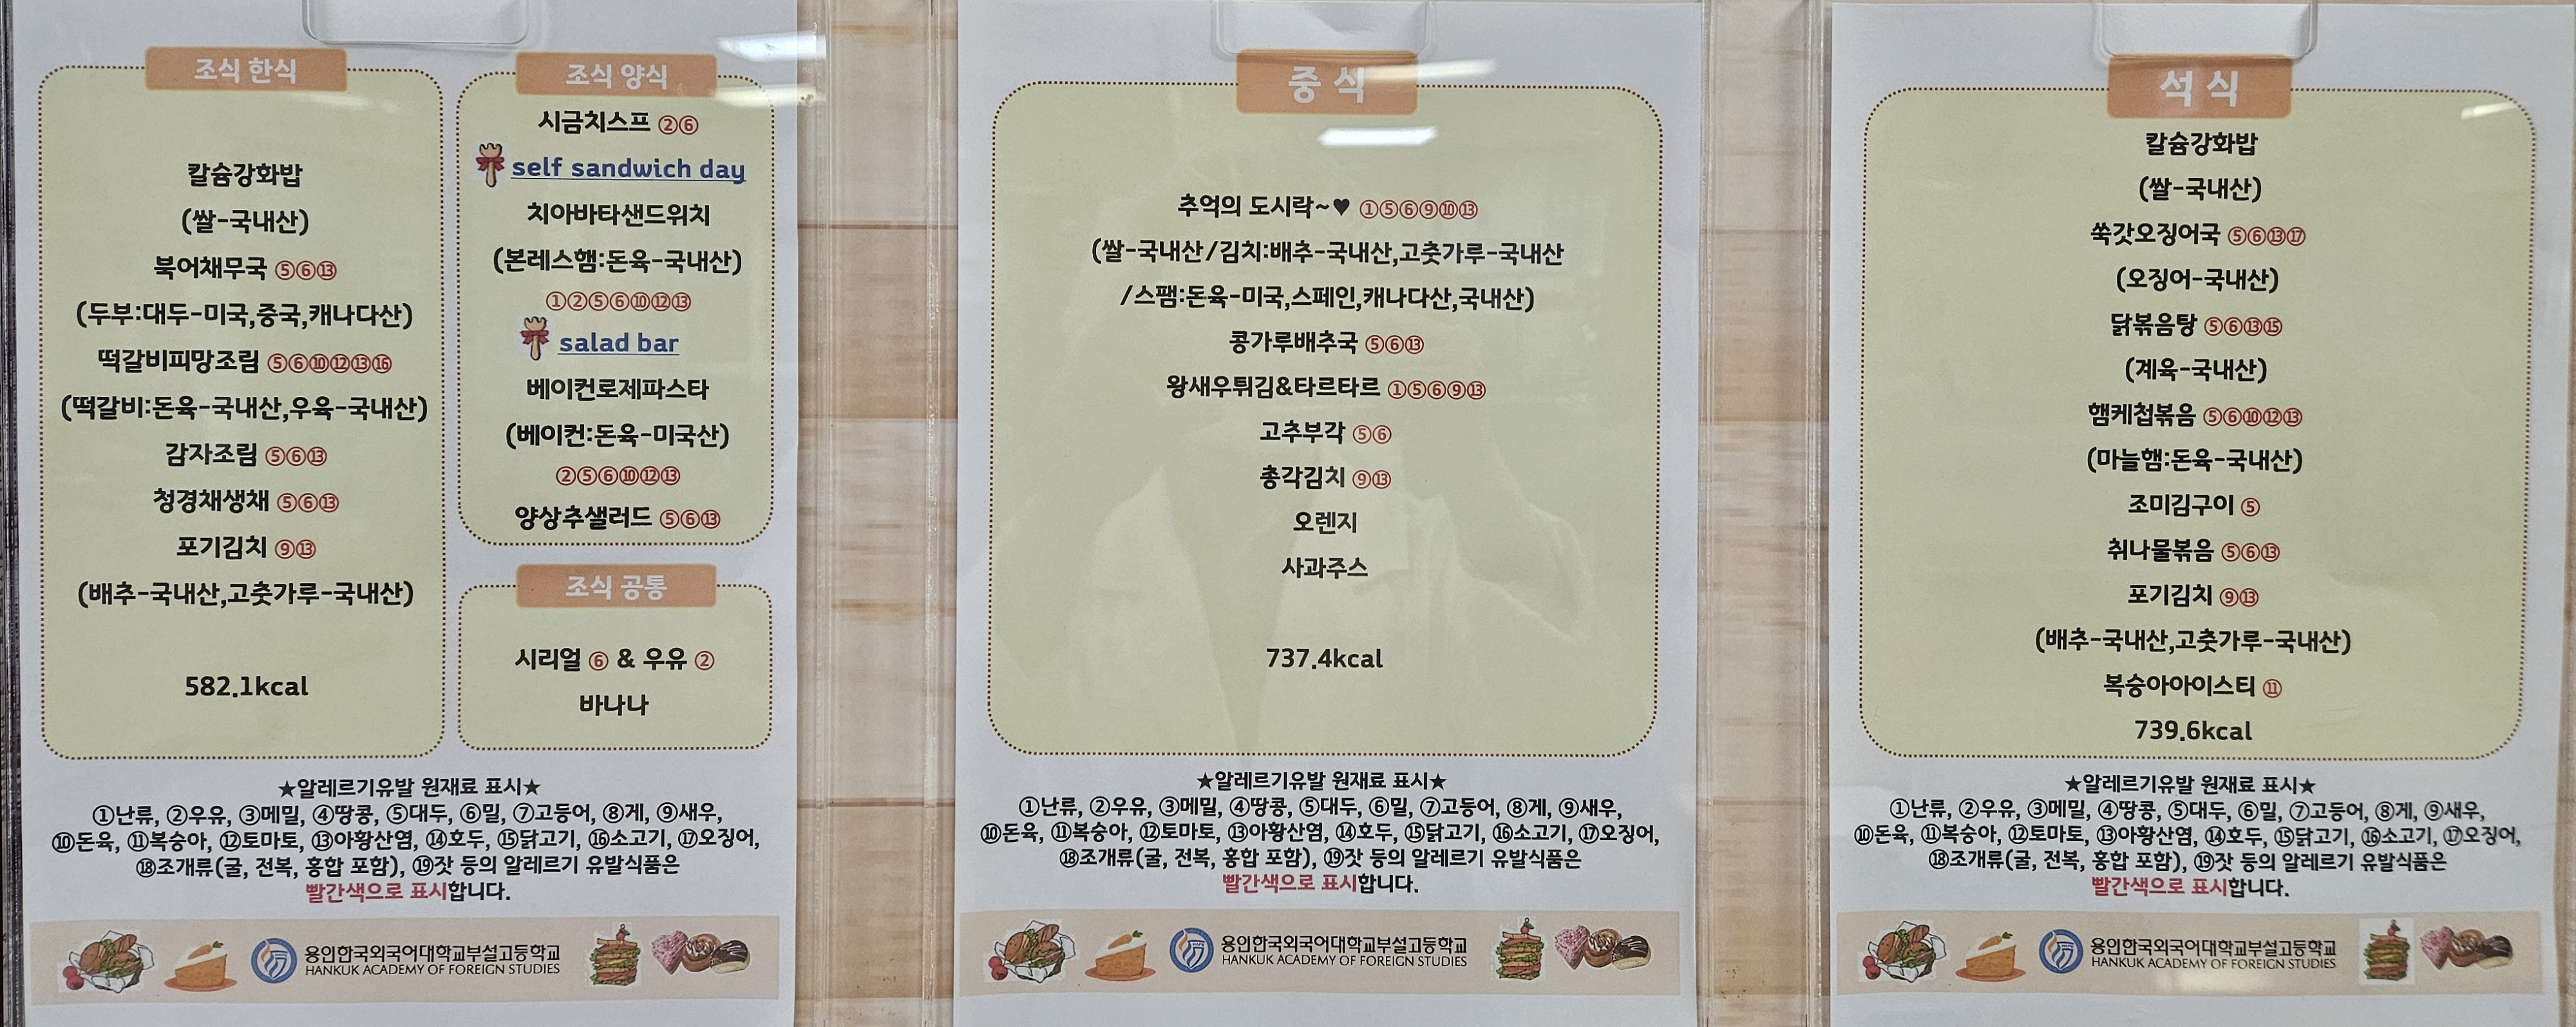 조식 한식
칼슘강화밥
(쌀-국내산)
북어채무국 ⑤⑥⑬
(두부:대두-미국,중국,캐나다산)
떡갈비피망조림 ⑤⑥⑩⑫⑬⑯
(떡갈비:돈육-국내산,우육-국내산)
감자조림 ⑤⑥⑬
청경채생채 ⑤⑥⑬
포기김치 ⑨⑬
(배추-국내산,고춧가루-국내산)
582.1kcal
조식 양식
시금치스프 ②⑥
self sandwich day
치아바타샌드위치
(본레스햄:돈육-국내산)
①②⑤⑥⑩⑫⑬
salad bar
베이컨로제파스타
(베이컨:돈육-미국산)
②⑤⑥⑩⑫⑬
양상추샐러드 ⑤⑥⑬
조식 공통
시리얼 ⑥ & 우유 ②
바나나
★알레르기유발 원재료 표시★
①난류, ②우유, ③메밀, ④땅콩, ⑤대두, ⑥밀, ⑦고등어, ⑧게, ⑨새우,
⑩돈육, ⑪복숭아, ⑫토마토, ⑬아황산염, ⑭호두, ⑮닭고기, ⑯소고기, ⑰오징어,
⑱조개류(굴, 전복, 홍합 포함), ⑲잣 등의 알레르기 유발식품은
빨간색으로 표시합니다.
용인한국외국어대학교부설고등학교
HANKUK ACADEMY OF FOREIGN STUDIES
중 식
추억의 도시락~♥ ①⑤⑥⑨⑩⑬
(쌀-국내산/김치:배추-국내산,고춧가루-국내산
/스팸:돈육-미국,스페인,캐나다산,국내산)
콩가루배추국 ⑤⑥⑬
왕새우튀김&타르타르 ①⑤⑥⑨⑬
고추부각 ⑤⑥
총각김치 ⑨⑬
오렌지
사과주스
737.4kcal
★알레르기유발 원재료 표시★
①난류, ②우유, ③메밀, ④땅콩, ⑤대두, ⑥밀, ⑦고등어, ⑧게, ⑨새우,
⑩돈육, ⑪복숭아, ⑫토마토, ⑬아황산염, ⑭호두, ⑮닭고기, ⑯소고기, ⑰오징어,
⑱조개류(굴, 전복, 홍합 포함), ⑲잣 등의 알레르기 유발식품은
빨간색으로 표시합니다.
용인한국외국어대학교부설고등학교
HANKUK ACADEMY OF FOREIGN STUDIES
석 식
칼슘강화밥
(쌀-국내산)
쑥갓오징어국 ⑤⑥⑬⑰
(오징어-국내산)
닭볶음탕 ⑤⑥⑬⑮
(계육-국내산)
햄케첩볶음 ⑤⑥⑩⑫⑬
(마늘햄:돈육-국내산)
조미김구이 ⑤
취나물볶음 ⑤⑥⑬
포기김치 ⑨⑬
(배추-국내산,고춧가루-국내산)
복숭아아이스티 ⑪
739.6kcal
★알레르기유발 원재료 표시★
①난류, ②우유, ③메밀, ④땅콩, ⑤대두, ⑥밀, ⑦고등어, ⑧게, ⑨새우,
⑩돈육, ⑪복숭아, ⑫토마토, ⑬아황산염, ⑭호두, ⑮닭고기, ⑯소고기, ⑰오징어,
⑱조개류(굴, 전복, 홍합 포함), ⑲잣 등의 알레르기 유발식품은
빨간색으로 표시합니다.
용인한국외국어대학교부설고등학교
HANKUK ACADEMY OF FOREIGN STUDIES